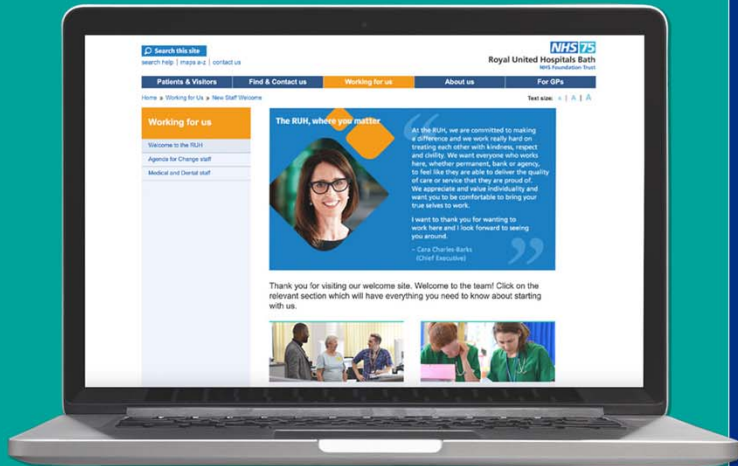 Search this site
search help | maps a-z | contact us
NHS 75
Royal United Hospitals Bath
NHS Foundation Trust
Patients & Visitors
Find & Contact us
Working for us
About us
For GPs
Home > Working for Us > New Staff Welcome
Text size: A | A | A
Working for us
Welcome to the RUH
Agenda for Change staff
Medical and Dental staff
The RUH, where you matter
“
At the RUH, we are committed to making
a difference and we work really hard on
treating each other with kindness, respect
and civility. We want everyone who works
here, whether permanent, bank or agency,
to feel like they are able to deliver the quality
of care or service that they are proud of.
We appreciate and value individuality and
want you to be comfortable to bring your
true selves to work.
I want to thank you for wanting to
work here and I look forward to seeing
you around.
– Cara Charles-Barks
(Chief Executive)
”
Thank you for visiting our welcome site. Welcome to the team! Click on the
relevant section which will have everything you need to know about starting
with us.